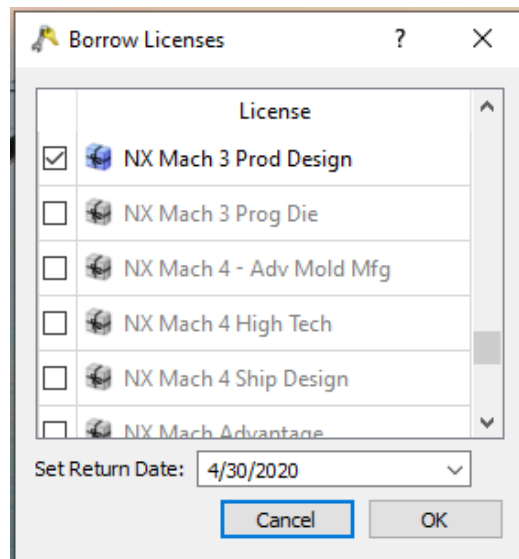 Borrow Licenses ?
License
NX Mach 3 Prod Design
NX Mach 3 Prog Die
NX Mach 4 - Adv Mold Mfg
NX Mach 4 High Tech
NX Mach 4 Ship Design
NX Mach Advantage
Set Return Date: 4/30/2020
Cancel OK